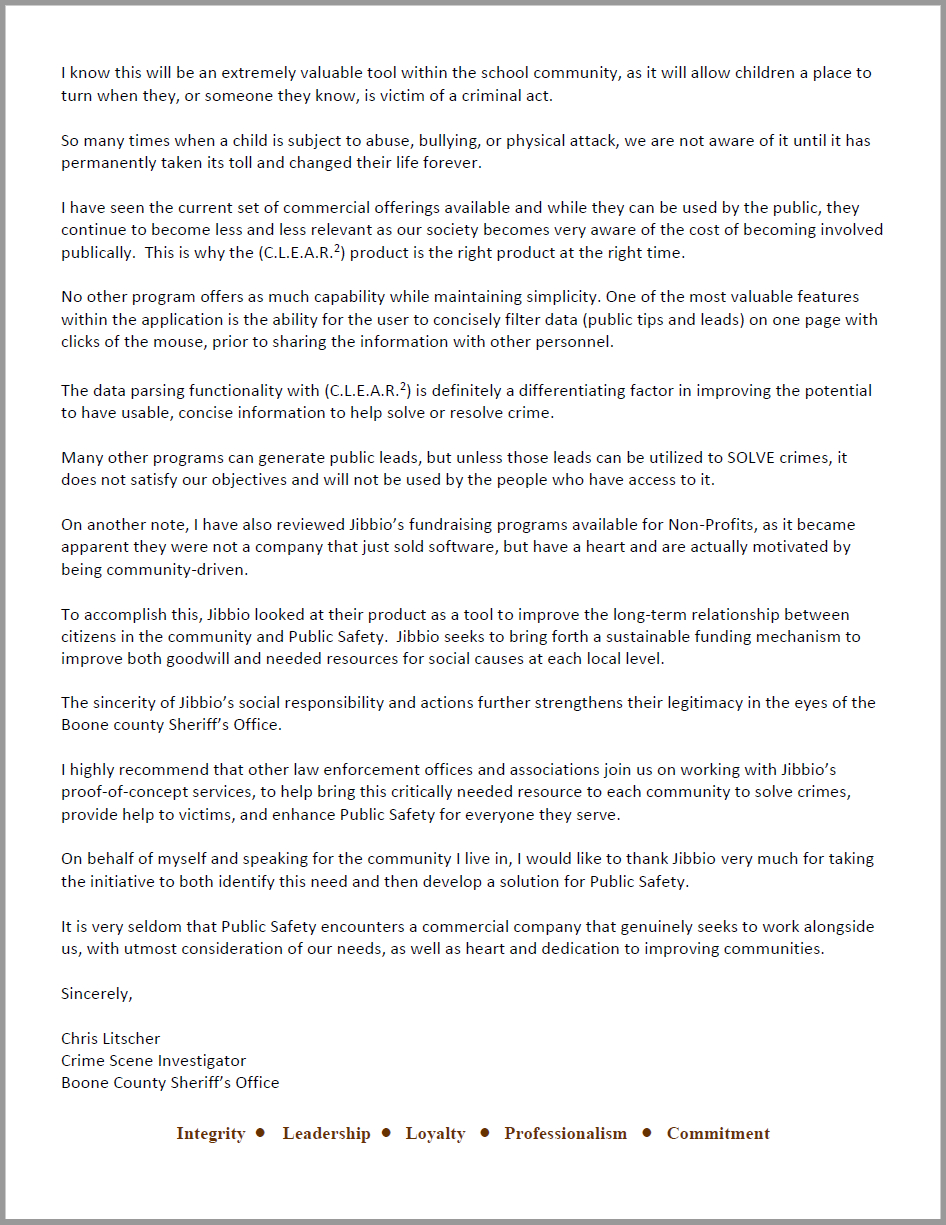 I know this will be an extremely valuable tool within the school community, as it will allow children a place to
turn when they, or someone they know, is victim of a criminal act.
So many times when a child is subject to abuse, bullying, or physical attack, we are not aware of it until it has
permanently taken its toll and changed their life forever.
I have seen the current set of commercial offerings available and while they can be used by the public, they
continue to become less and less relevant as our society becomes very aware of the cost of becoming involved
publically.  This is why the (C.L.E.A.R.²) product is the right product at the right time.
No other program offers as much capability while maintaining simplicity. One of the most valuable features
within the application is the ability for the user to concisely filter data (public tips and leads) on one page with
clicks of the mouse, prior to sharing the information with other personnel.
The data parsing functionality with (C.L.E.A.R.²) is definitely a differentiating factor in improving the potential
to have usable, concise information to help solve or resolve crime.
Many other programs can generate public leads, but unless those leads can be utilized to SOLVE crimes, it
does not satisfy our objectives and will not be used by the people who have access to it.
On another note, I have also reviewed Jibbio’s fundraising programs available for Non-Profits, as it became
apparent they were not a company that just sold software, but have a heart and are actually motivated by
being community-driven.
To accomplish this, Jibbio looked at their product as a tool to improve the long-term relationship between
citizens in the community and Public Safety.  Jibbio seeks to bring forth a sustainable funding mechanism to
improve both goodwill and needed resources for social causes at each local level.
The sincerity of Jibbio’s social responsibility and actions further strengthens their legitimacy in the eyes of the
Boone county Sheriff’s Office.
I highly recommend that other law enforcement offices and associations join us on working with Jibbio’s
proof-of-concept services, to help bring this critically needed resource to each community to solve crimes,
provide help to victims, and enhance Public Safety for everyone they serve.
On behalf of myself and speaking for the community I live in, I would like to thank Jibbio very much for taking
the initiative to both identify this need and then develop a solution for Public Safety.
It is very seldom that Public Safety encounters a commercial company that genuinely seeks to work alongside
us, with utmost consideration of our needs, as well as heart and dedication to improving communities.
Sincerely,
Chris Litscher
Crime Scene Investigator
Boone County Sheriff’s Office
Integrity ● Leadership ● Loyalty ● Professionalism ● Commitment